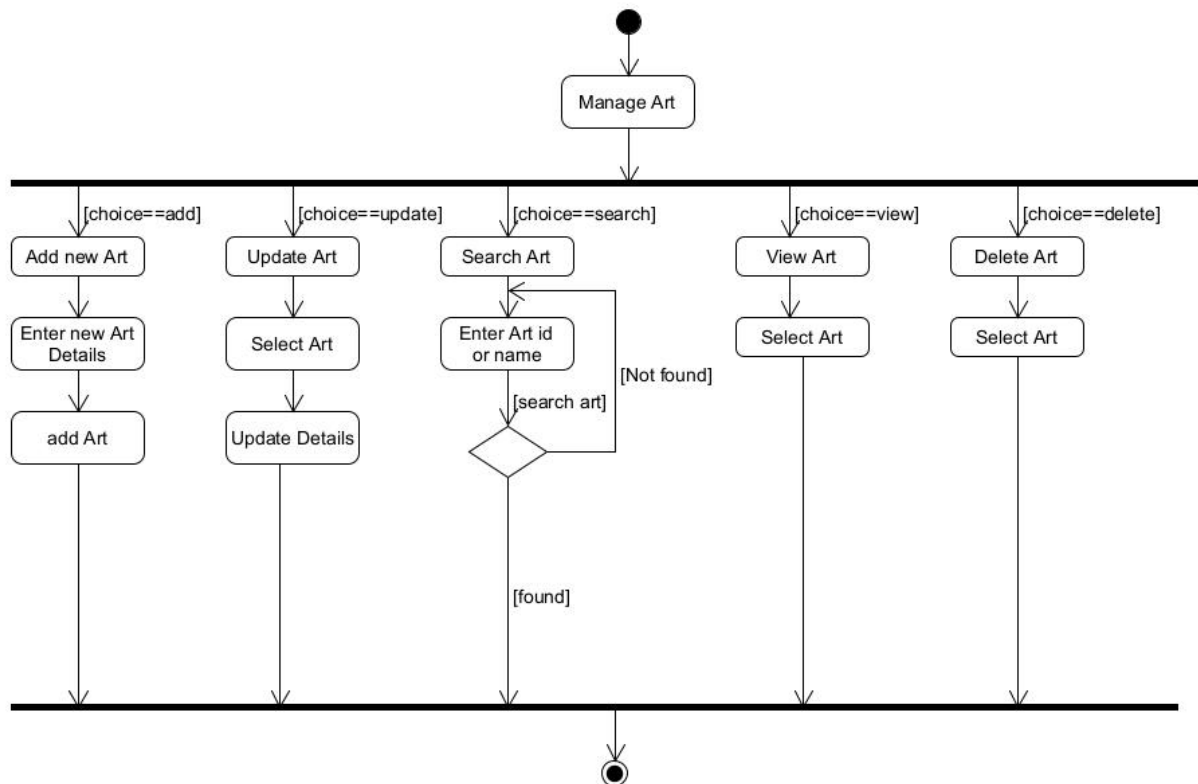 Manage Art
[choice==add]
[choice==update]
[choice==search]
[choice==view]
[choice==delete]
Add new Art
Update Art
Search Art
View Art
Delete Art
Enter new Art
Details
Select Art
Enter Art id
or name
Select Art
Select Art
[Not found]
[search art]
add Art
Update Details
[found]